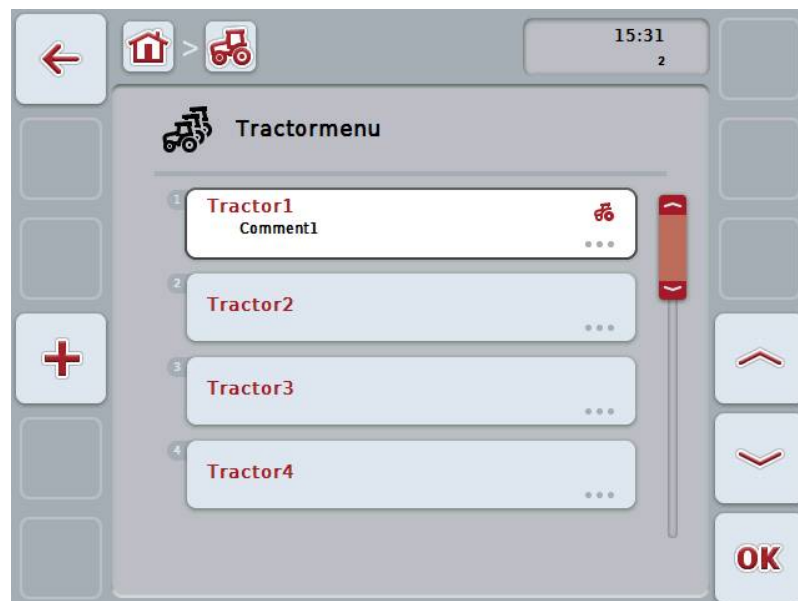 15:31
2
Tractormenu
1
Tractor1
Comment1
2
Tractor2
3
Tractor3
4
Tractor4
OK